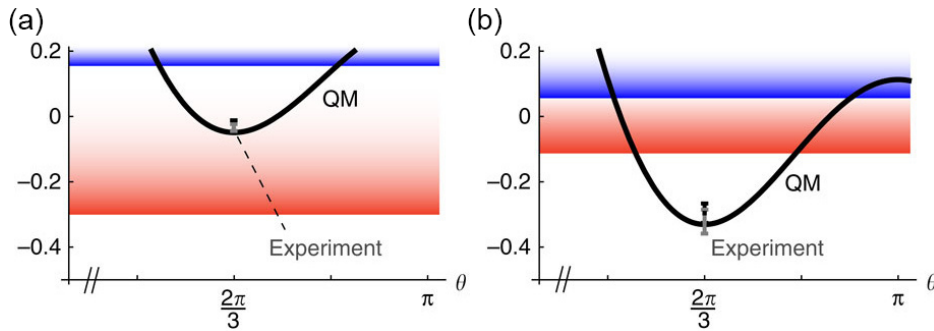 (a)
0.2
0
−0.2
−0.4
QM
Experiment
//
2π
3
π
θ
(b)
0.2
0
−0.2
−0.4
QM
Experiment
//
2π
3
π
θ